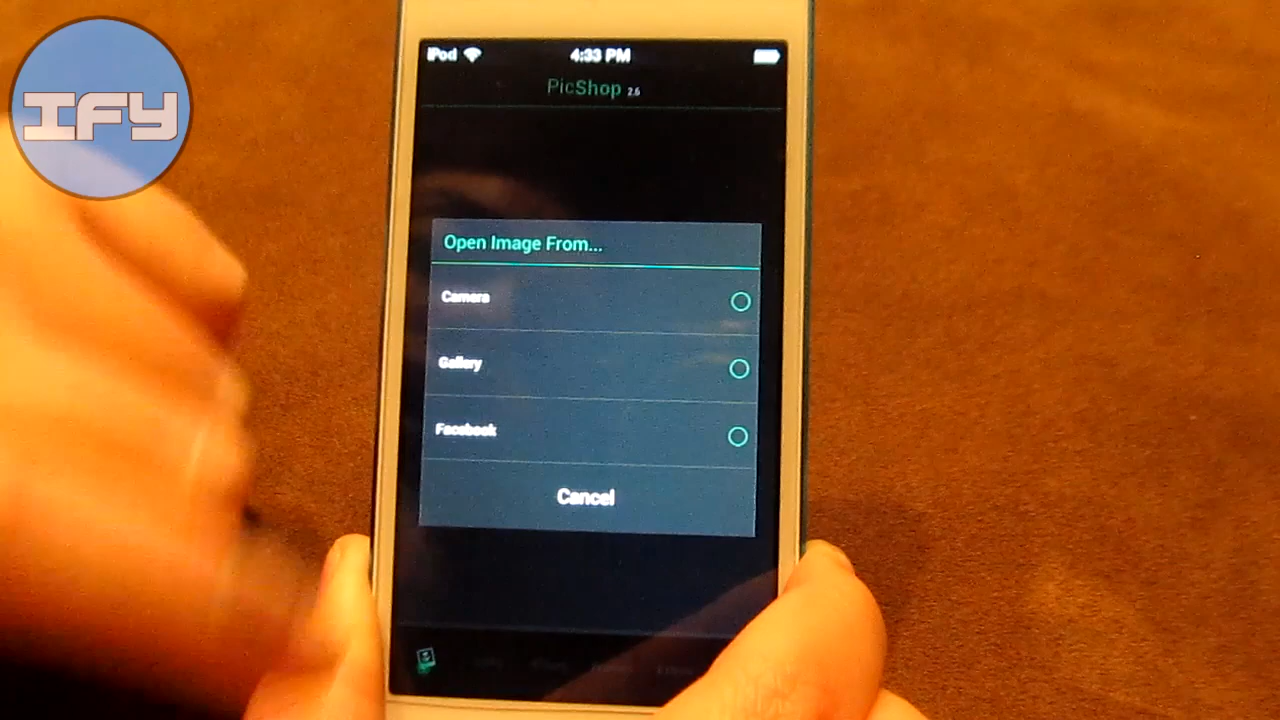 IFY
iPod 4:33 PM
PicShop 2.6
Open Image From...
Camera
Gallery
Facebook
Cancel